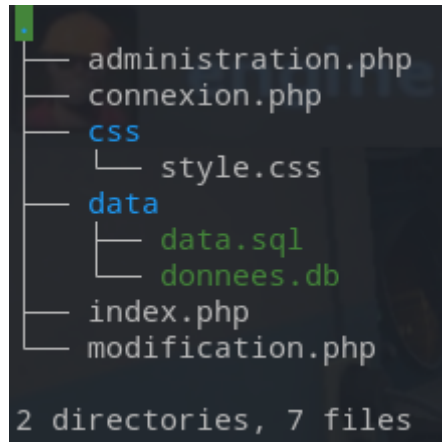 .
├── administration.php
├── connexion.php
├── css
│   └── style.css
├── data
│   ├── data.sql
│   └── donnees.db
├── index.php
└── modification.php
2 directories, 7 files